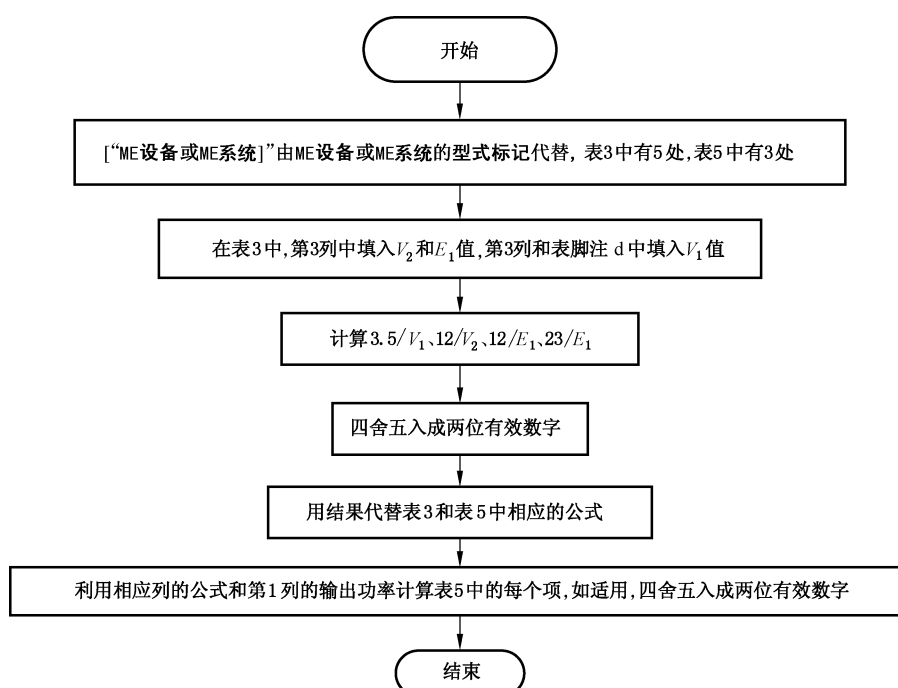 开始
[“ME设备或ME系统]”由ME设备或ME系统的型式标记代替, 表3中有5处,表5中有3处
在表3中,第3列中填入V₂和E₁值,第3列和表脚注 d 中填入V₁值
计算3.5/V₁、12/V₂、12/E₁、23/E₁
四舍五入成两位有效数字
用结果代替表3和表5中相应的公式
利用相应列的公式和第1列的输出功率计算表5中的每个项,如适用,四舍五入成两位有效数字
结束